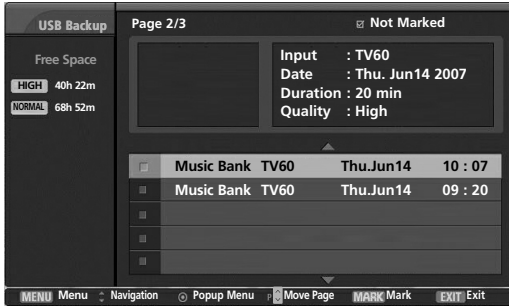 USB Backup
Page 2/3
Not Marked
Free Space
HIGH 40h 22m
NORMAL 68h 52m
Input : TV60
Date : Thu. Jun14 2007
Duration : 20 min
Quality : High
Music Bank TV60 Thu.Jun14 10 : 07
Music Bank TV60 Thu.Jun14 09 : 20
MENU Menu Navigation Popup Menu P Move Page MARK Mark EXIT Exit